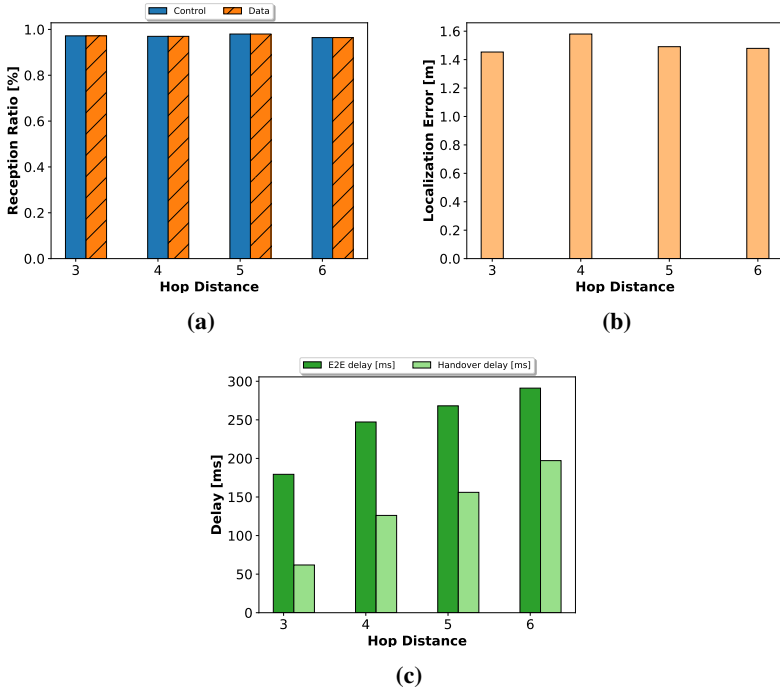 Control Data
Reception Ratio [%]
1.0
0.8
0.6
0.4
0.2
0.0
3 4 5 6
Hop Distance
(a)
Localization Error [m]
1.6
1.4
1.2
1.0
0.8
0.6
0.4
0.2
0.0
3 4 5 6
Hop Distance
(b)
E2E delay [ms] Handover delay [ms]
Delay [ms]
300
250
200
150
100
50
0
3 4 5 6
Hop Distance
(c)